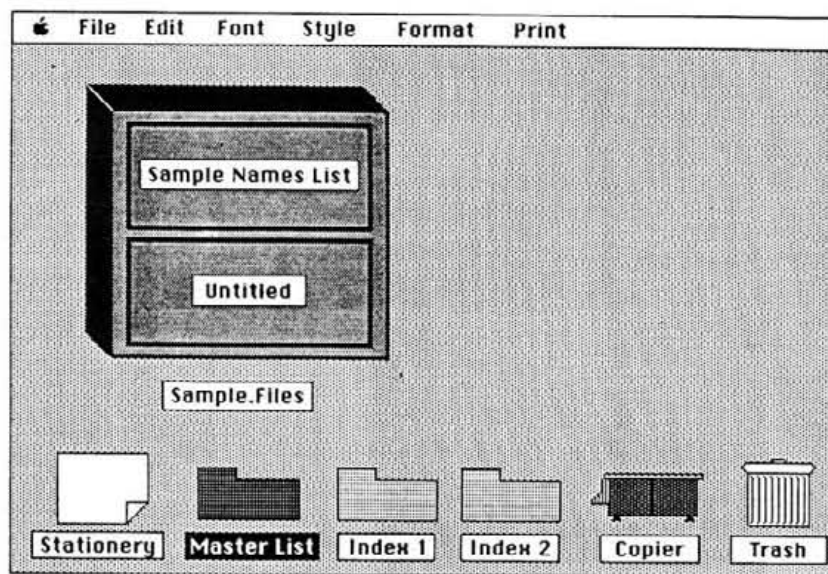 File Edit Font Style Format Print
Sample Names List
Untitled
Sample.Files
Stationery Master List Index 1 Index 2 Copier Trash